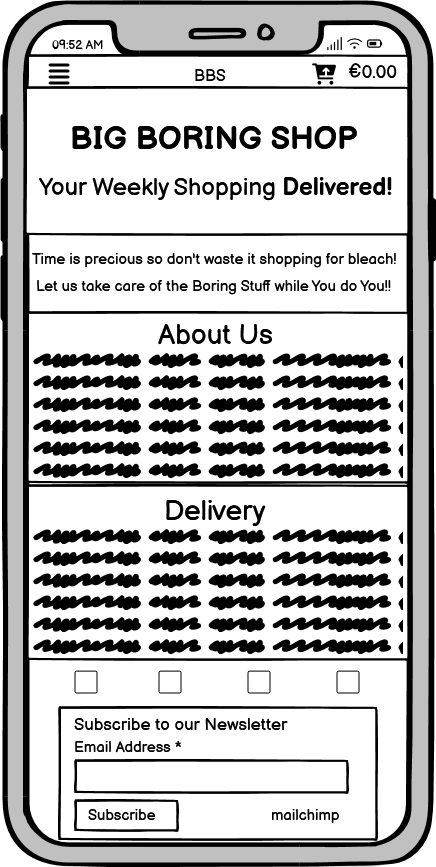 09:52 AM
BBS
€0.00
BIG BORING SHOP
Your Weekly Shopping Delivered!
Time is precious so don't waste it shopping for bleach!
Let us take care of the Boring Stuff while You do You!!
About Us
Delivery
Subscribe to our Newsletter
Email Address *
Subscribe
mailchimp